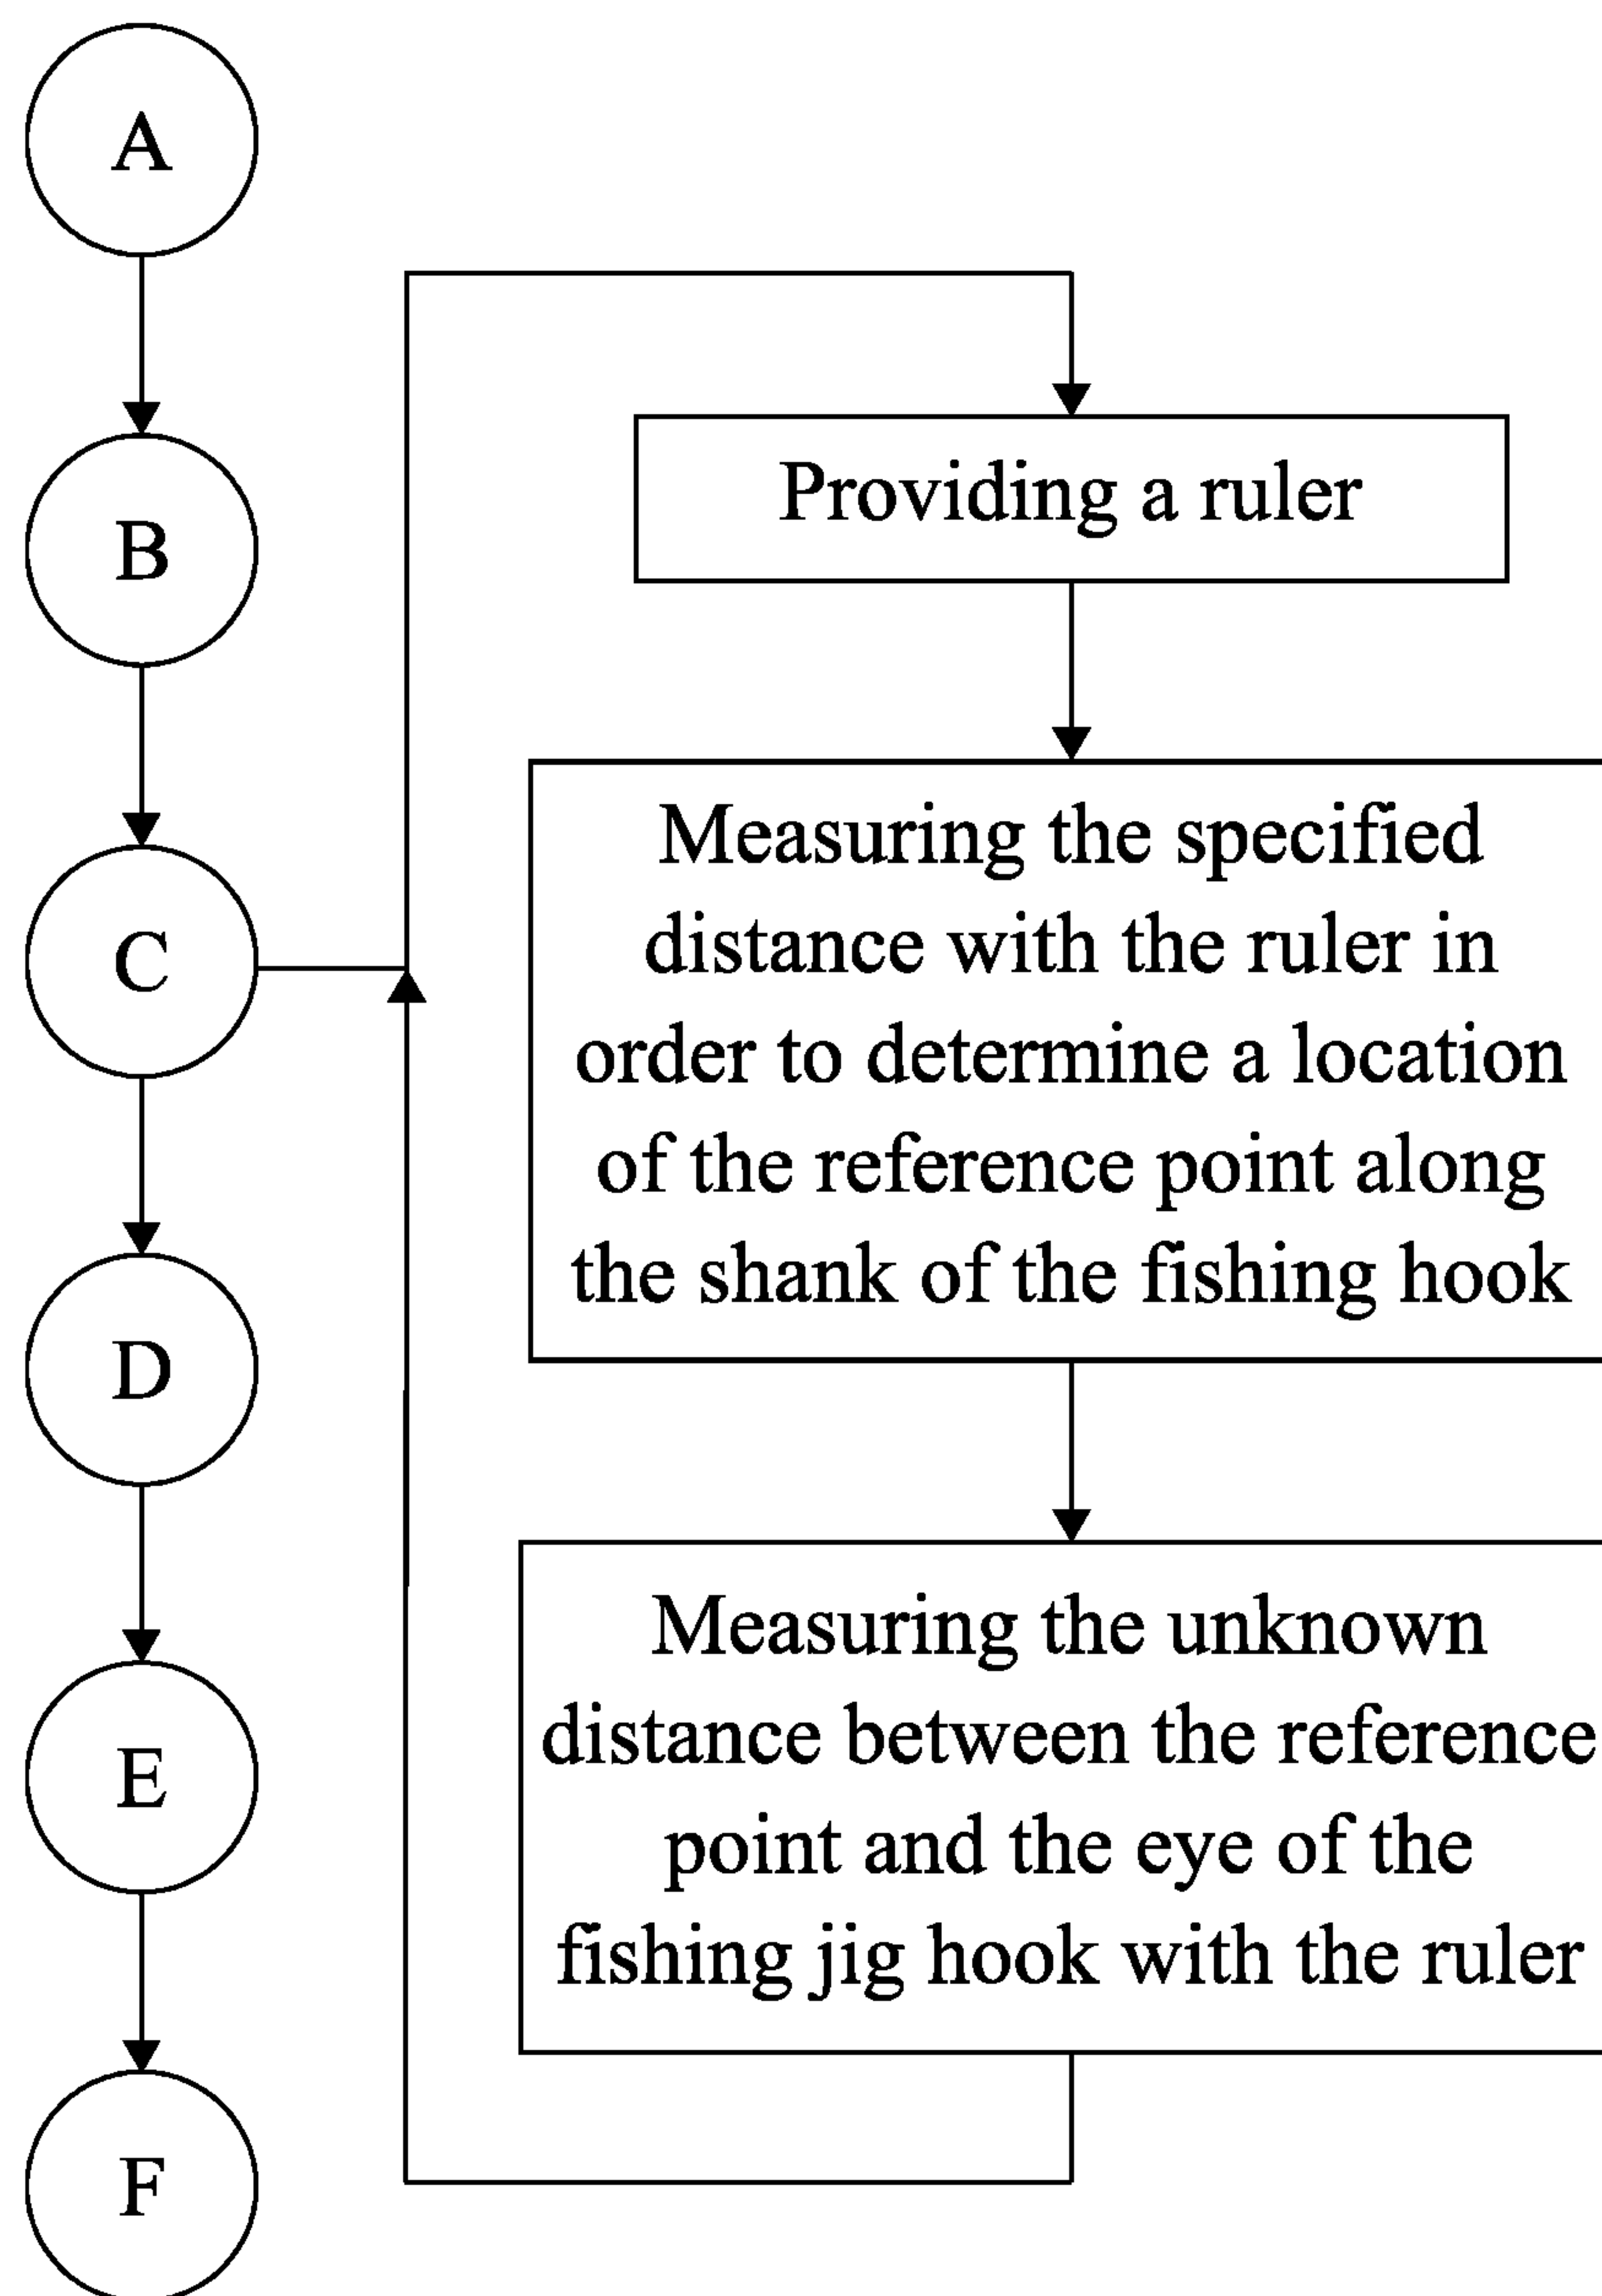 A
B
C
D
E
F
Providing a ruler
Measuring the specified
distance with the ruler in
order to determine a location
of the reference point along
the shank of the fishing hook
Measuring the unknown
distance between the reference
point and the eye of the
fishing jig hook with the ruler